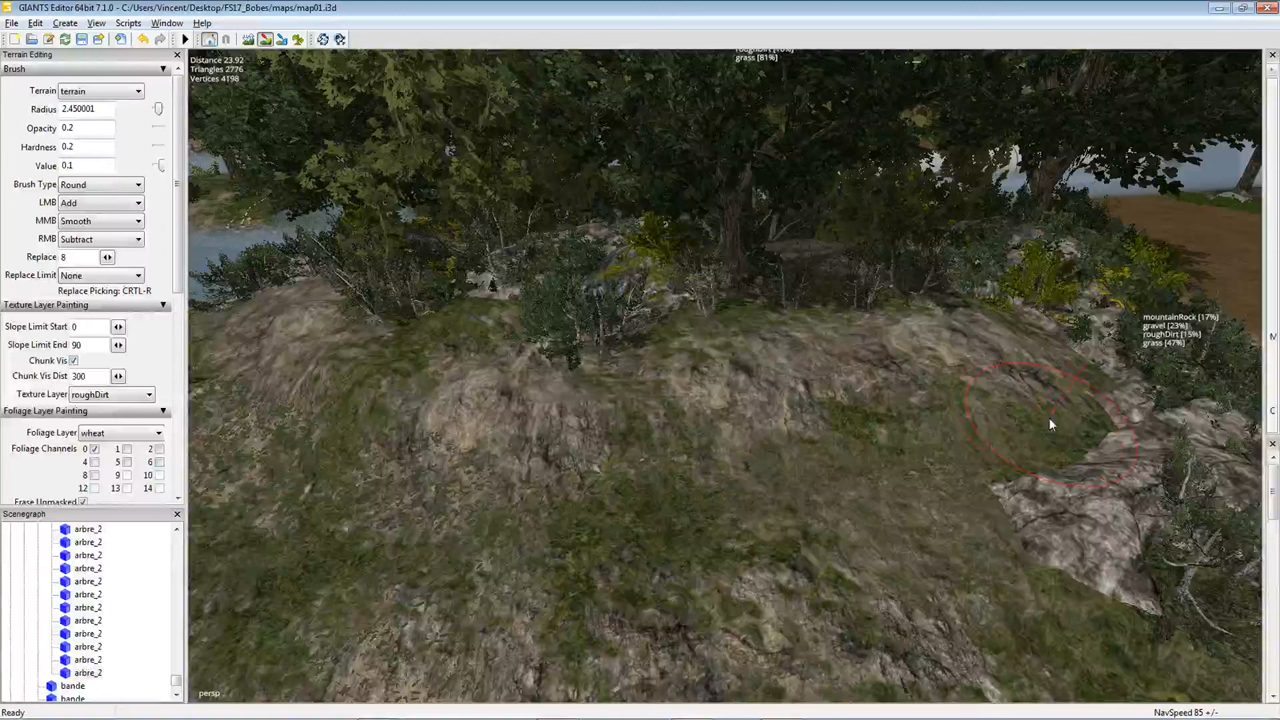 GIANTS Editor 64bit 7.1.0 - C:/Users/Vincent/Desktop/FS17_Bobes/maps/map01.i3d
File Edit Create View Scripts Window Help
Terrain Editing
Brush
Terrain terrain
Radius 2.450001
Opacity 0.2
Hardness 0.2
Value 0.1
Brush Type Round
LMB Add
MMB Smooth
RMB Subtract
Replace 8
Replace Limit None
Replace Picking: CRTL-R
Texture Layer Painting
Slope Limit Start 0
Slope Limit End 90
Chunk Vis
Chunk Vis Dist 300
Texture Layer roughDirt
Foliage Layer Painting
Foliage Layer wheat
Foliage Channels 0 1 2
4 5 6
8 9 10
12 13 14
Erase Unmasked
Scenegraph
arbre_2
arbre_2
arbre_2
arbre_2
arbre_2
arbre_2
arbre_2
arbre_2
arbre_2
arbre_2
arbre_2
arbre_2
bande
bande
Ready
Distance 23.92
Triangles 2776
Vertices 4198
grass [81%]
mountainRock [17%]
gravel [23%]
roughDirt [15%]
grass [47%]
persp
M
C
NavSpeed 85 +/-